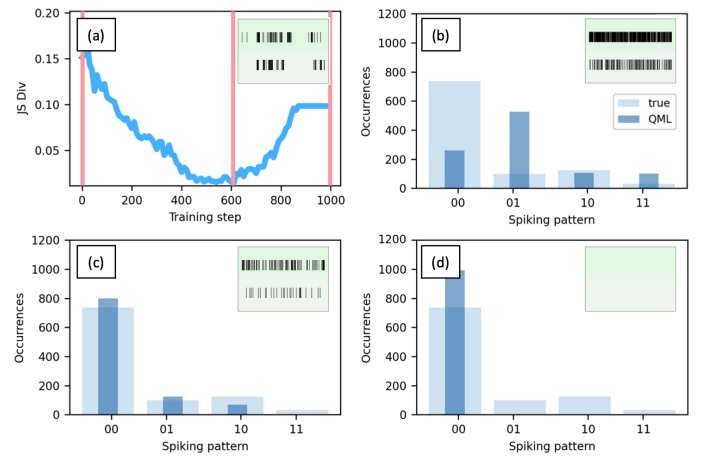 (a)
0.20
0.15
0.10
0.05
JS Div
0 200 400 600 800 1000
Training step
(b)
1200
1000
800
600
400
200
0
Occurrences
true
QML
00 01 10 11
Spiking pattern
(c)
1200
1000
800
600
400
200
0
Occurrences
00 01 10 11
Spiking pattern
(d)
1200
1000
800
600
400
200
0
Occurrences
00 01 10 11
Spiking pattern